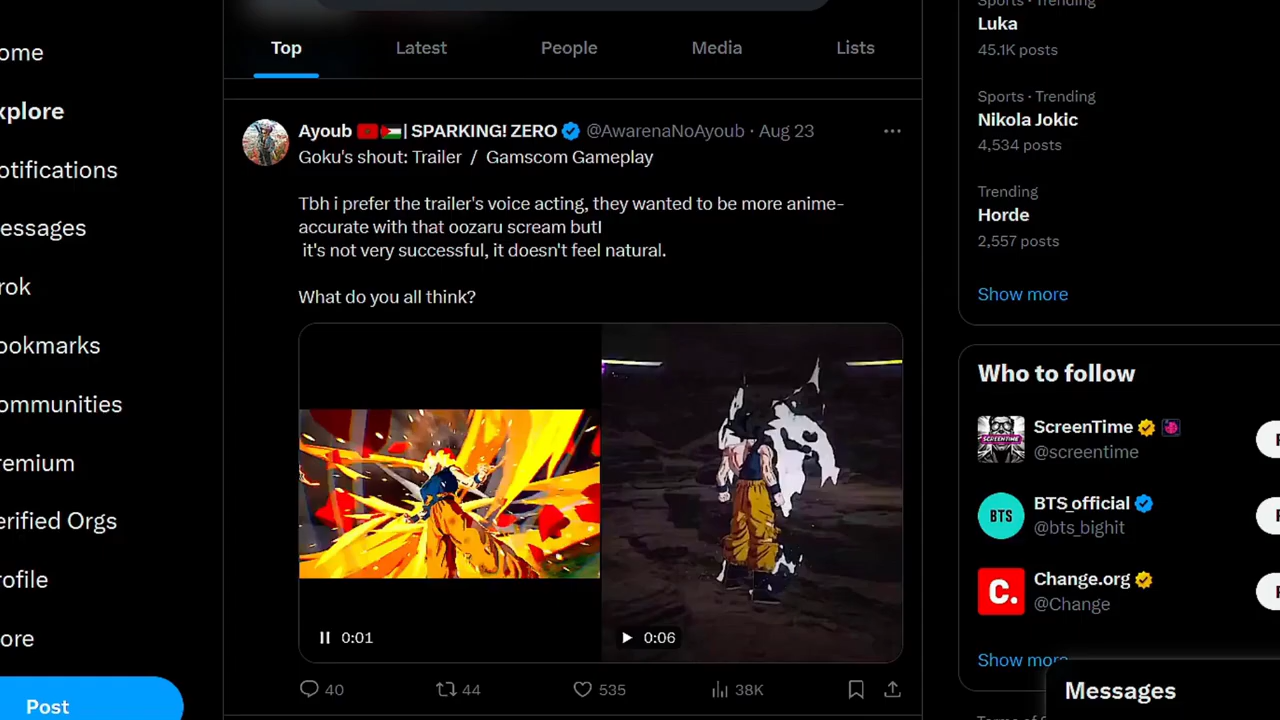 Top
Latest
People
Media
Lists
ome
xplore
otifications
essages
rok
ookmarks
ommunities
remium
erified Orgs
rofile
ore
Post
Ayoub | SPARKING! ZERO @AwarenaNoAyoub · Aug 23
Goku's shout: Trailer / Gamscom Gameplay
Tbh i prefer the trailer's voice acting, they wanted to be more anime-
accurate with that oozaru scream butI
it's not very successful, it doesn't feel natural.
What do you all think?
0:01
0:06
40
44
535
38K
Sports · Trending
Luka
45.1K posts
Sports · Trending
Nikola Jokic
4,534 posts
Trending
Horde
2,557 posts
Show more
Who to follow
SCREENTIME
ScreenTime
@screentime
BTS
BTS_official
@bts_bighit
C.
Change.org
@Change
Show more
Messages